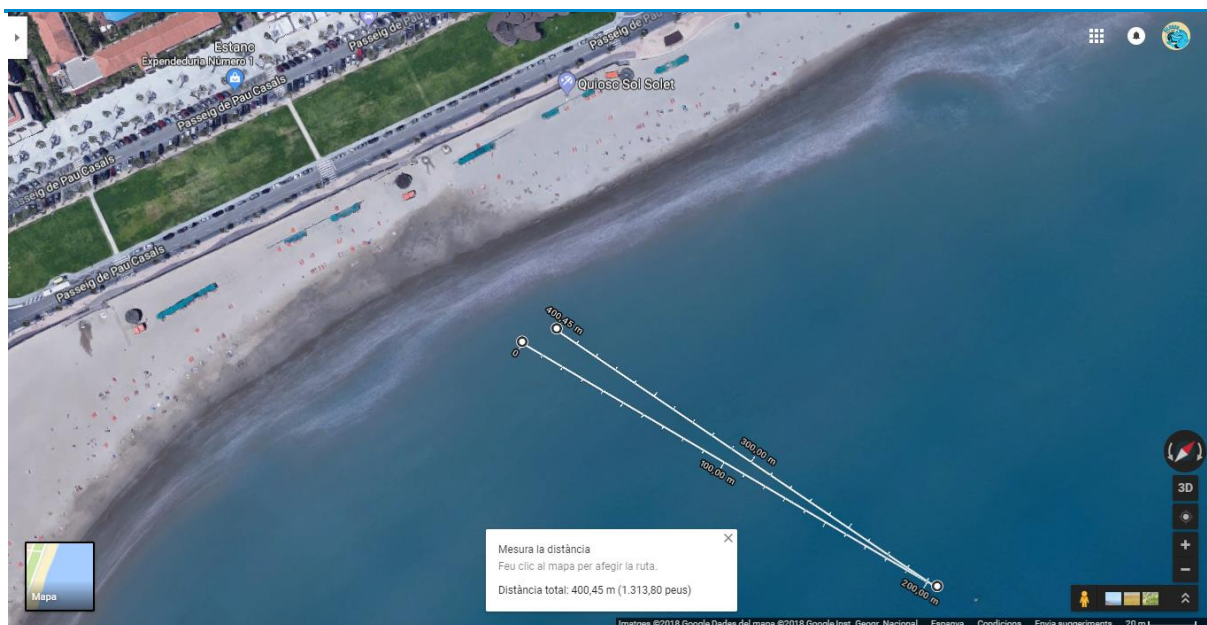 Estanc
Expendeduria Número 1
Passeig de Pau Casals
Passeig de Pau
Passeig de Pau
Quiosc Sol Solet
Passeig de Pau Casals
Passeig de Pau Casals
400,45 m
0
300,00 m
100,00 m
200,00 m
Mesura la distància
Feu clic al mapa per afegir la ruta.
Distància total: 400,45 m (1.313,80 peus)
3D
+
−
Mapa
Imatges ©2018 Google Dades del mapa ©2018 Google Inst. Geogr. Nacional Espanya Condicions Envia suggeriments 20 m